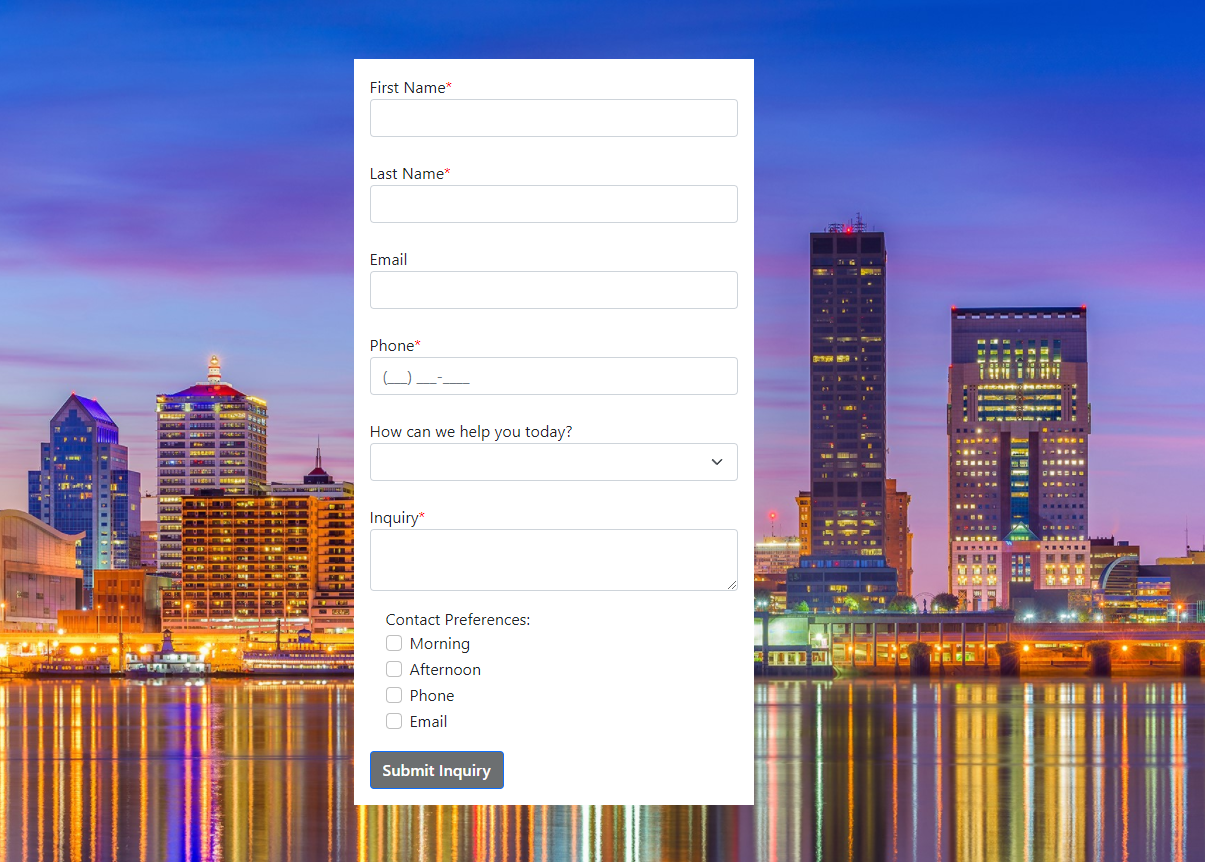 First Name*
Last Name*
Email
Phone*
(___) ___-____
How can we help you today?
Inquiry*
Contact Preferences:
Morning
Afternoon
Phone
Email
Submit Inquiry